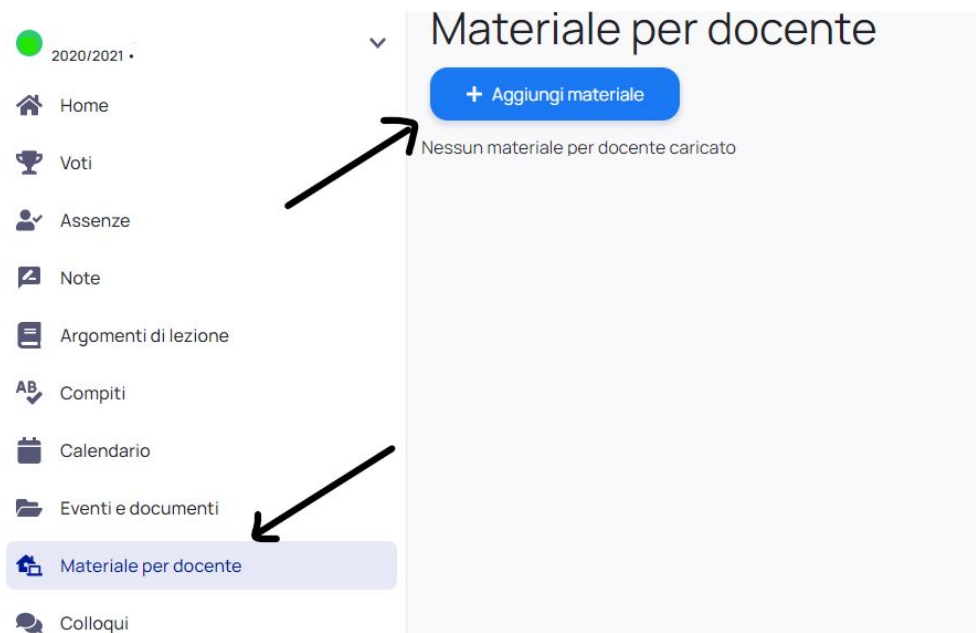 2020/2021 •
Home
Voti
Assenze
Note
Argomenti di lezione
AB
Compiti
Calendario
Eventi e documenti
Materiale per docente
Colloqui
Materiale per docente
+ Aggiungi materiale
Nessun materiale per docente caricato